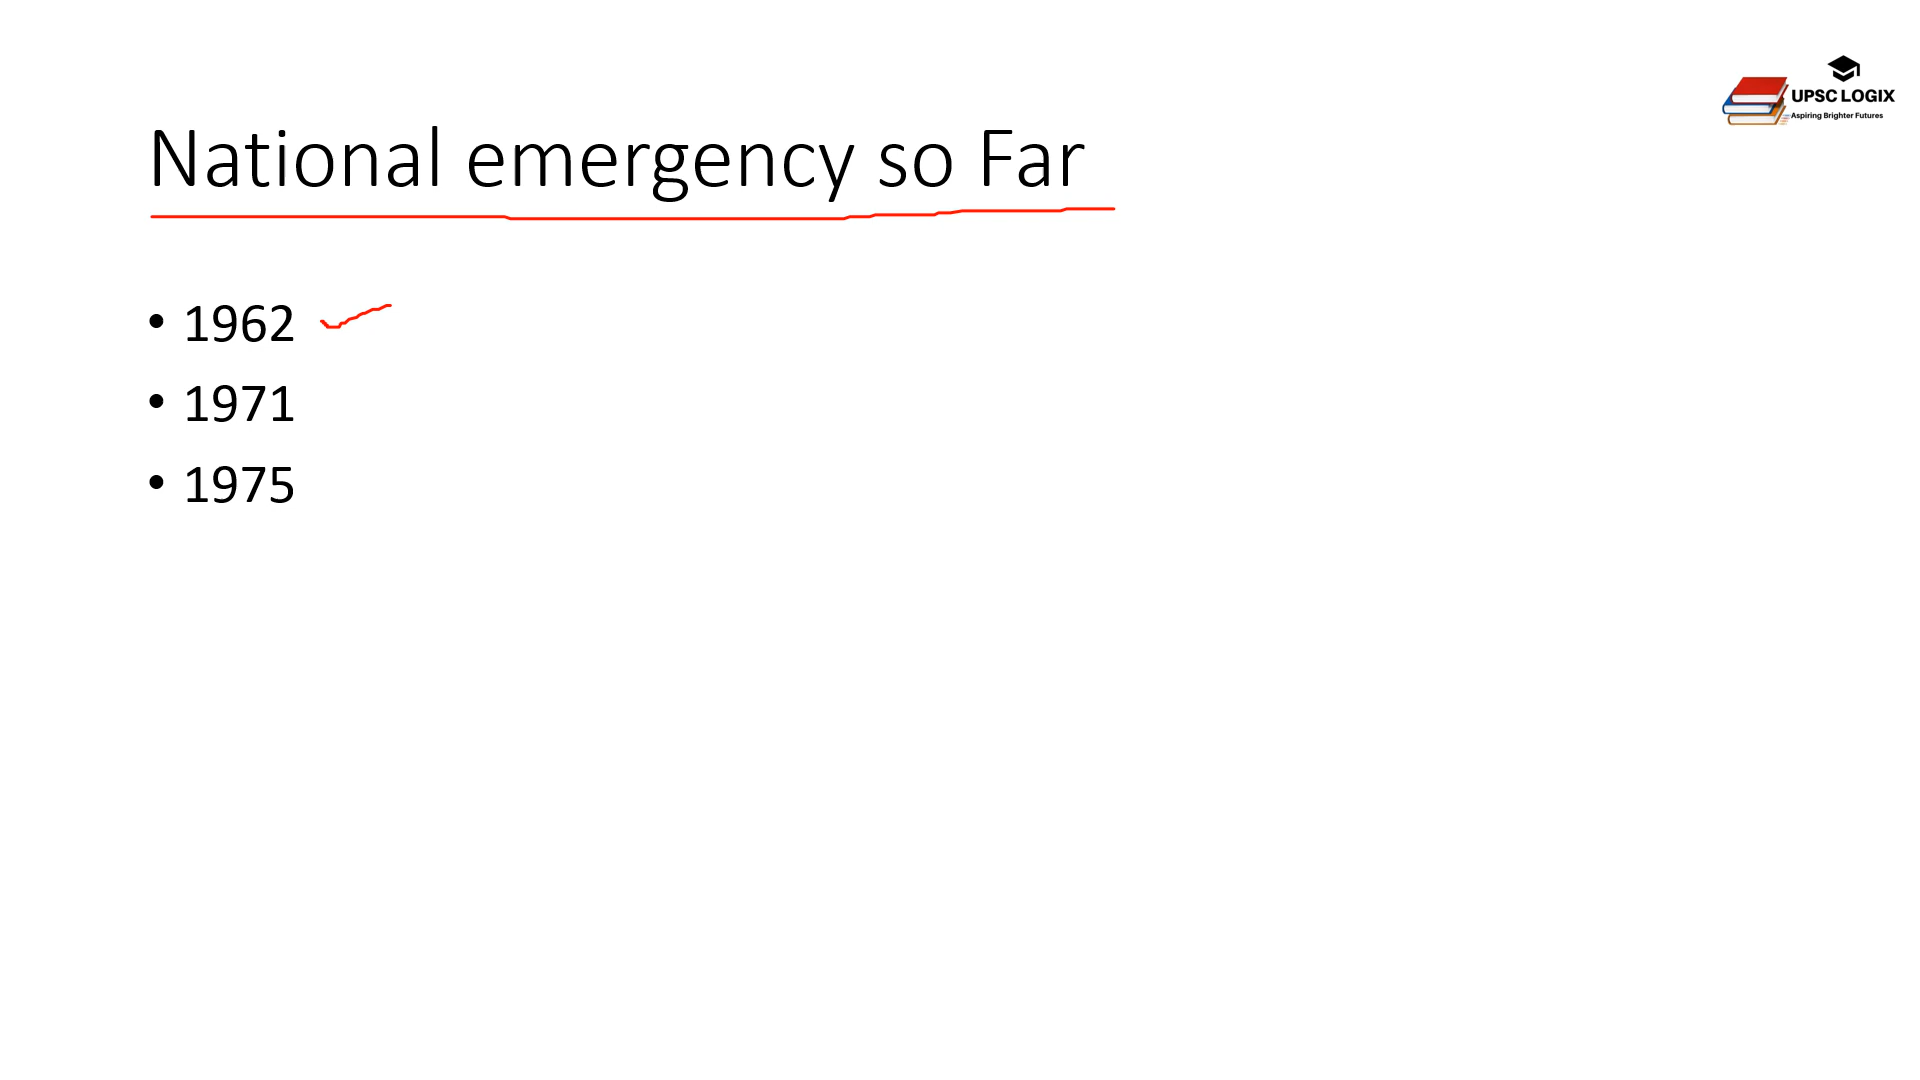 UPSC LOGIX
Aspiring Brighter Futures
National emergency so Far
• 1962
• 1971
• 1975